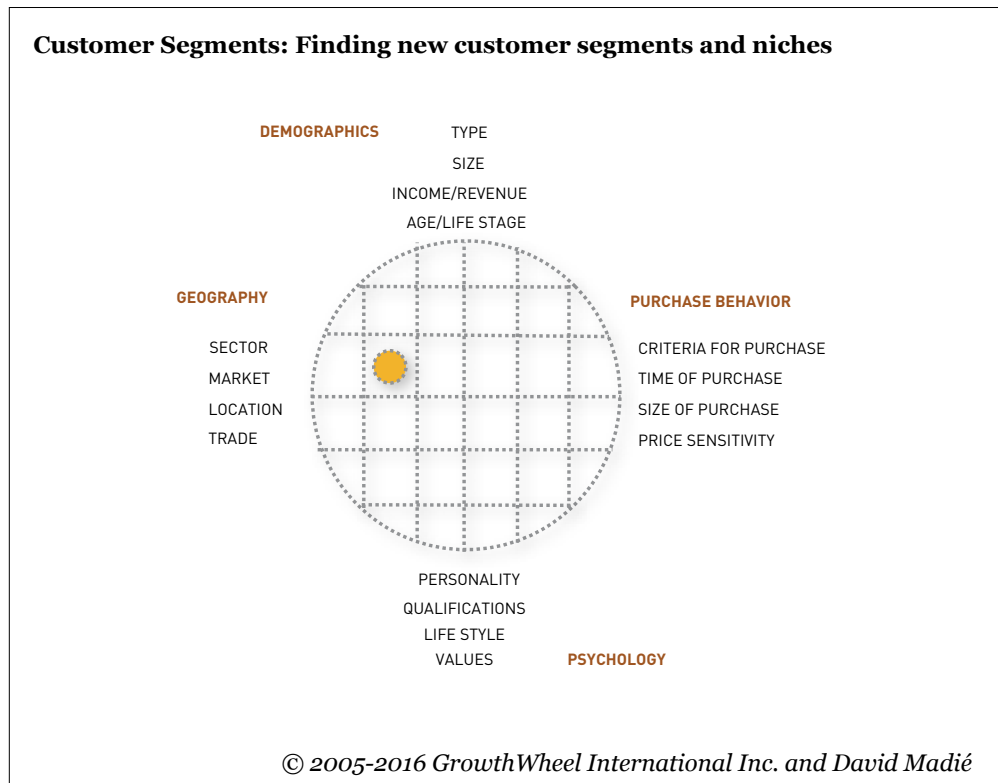 Customer Segments: Finding new customer segments and niches
DEMOGRAPHICS
TYPE
SIZE
INCOME/REVENUE
AGE/LIFE STAGE
GEOGRAPHY
SECTOR
MARKET
LOCATION
TRADE
PURCHASE BEHAVIOR
CRITERIA FOR PURCHASE
TIME OF PURCHASE
SIZE OF PURCHASE
PRICE SENSITIVITY
PERSONALITY
QUALIFICATIONS
LIFE STYLE
VALUES
PSYCHOLOGY
© 2005-2016 GrowthWheel International Inc. and David Madié